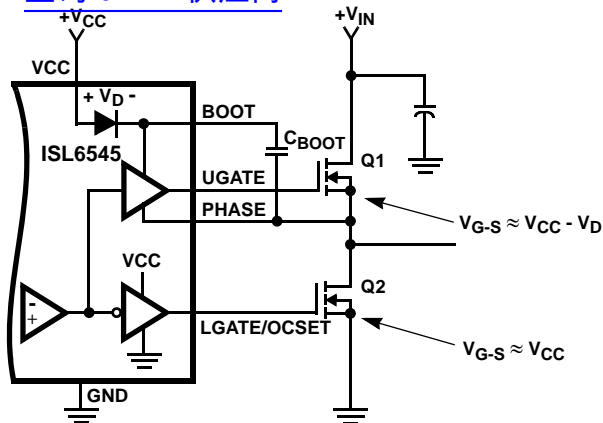 +VCC
+VIN
VCC
+ VD -
BOOT
CBOOT
ISL6545
Q1
UGATE
PHASE
VG-S ≈ VCC - VD
VCC
Q2
-
+
LGATE/OCSET
VG-S ≈ VCC
GND